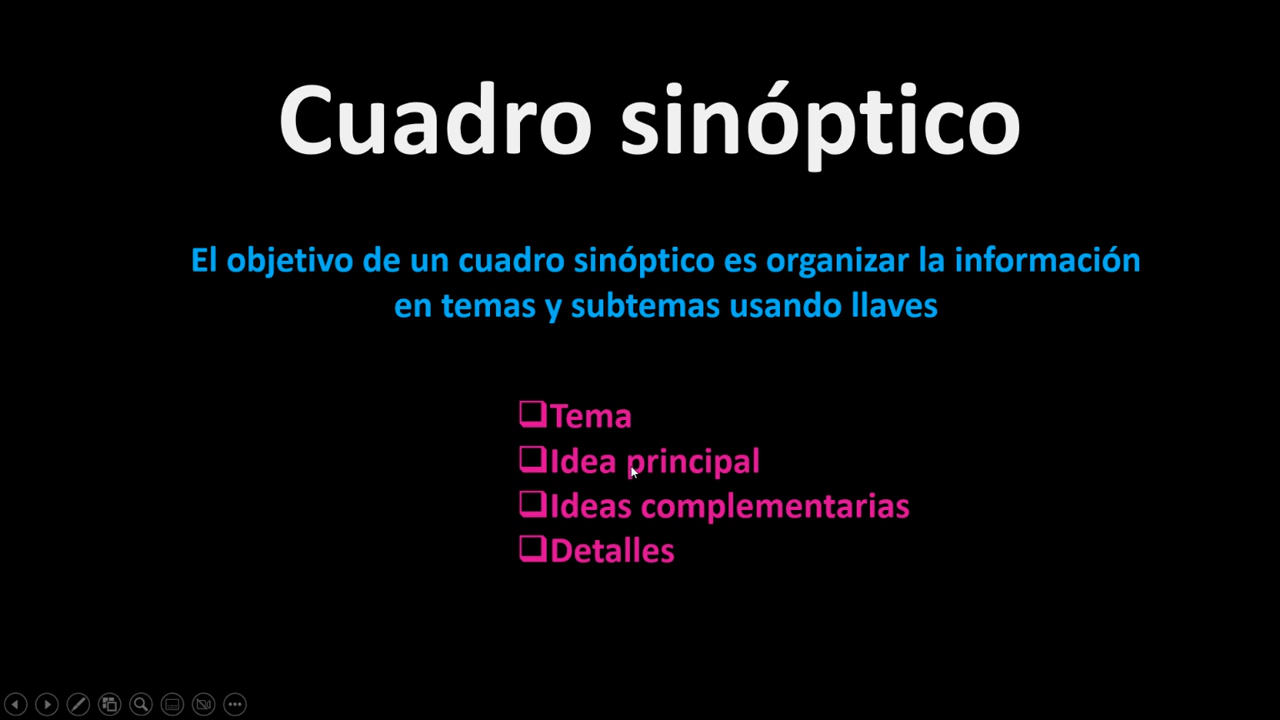 Cuadro sinóptico
El objetivo de un cuadro sinóptico es organizar la información
en temas y subtemas usando llaves
❑Tema
❑Idea principal
❑Ideas complementarias
❑Detalles